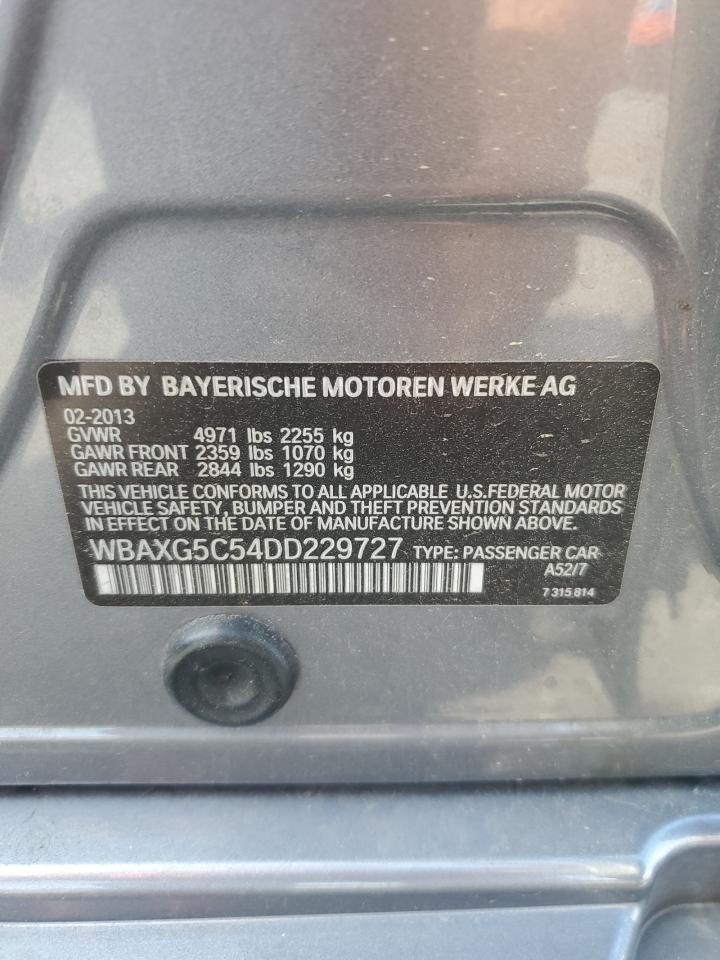 MFD BY BAYERISCHE MOTOREN WERKE AG
02-2013
GVWR 4971 lbs 2255 kg
GAWR FRONT 2359 lbs 1070 kg
GAWR REAR 2844 lbs 1290 kg
THIS VEHICLE CONFORMS TO ALL APPLICABLE U.S.FEDERAL MOTOR
VEHICLE SAFETY, BUMPER AND THEFT PREVENTION STANDARDS
IN EFFECT ON THE DATE OF MANUFACTURE SHOWN ABOVE.
WBAXG5C54DD229727 TYPE: PASSENGER CAR
A52/7
7 315 814